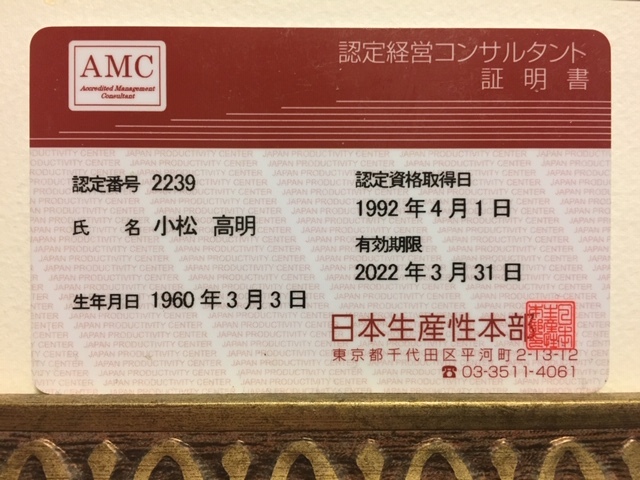 AMC
Accredited Management
Consultant
認定経営コンサルタント
証 明 書
認定番号 2239
氏 名 小松 高明
生年月日 1960 年 3 月 3 日
認定資格取得日
1992 年 4 月 1 日
有効期限
2022 年 3 月 31 日
日本生産性本部
東京都千代田区平河町 2-13-12
☎ 03-3511-4061
JAPAN PRODUCTIVITY CENTER